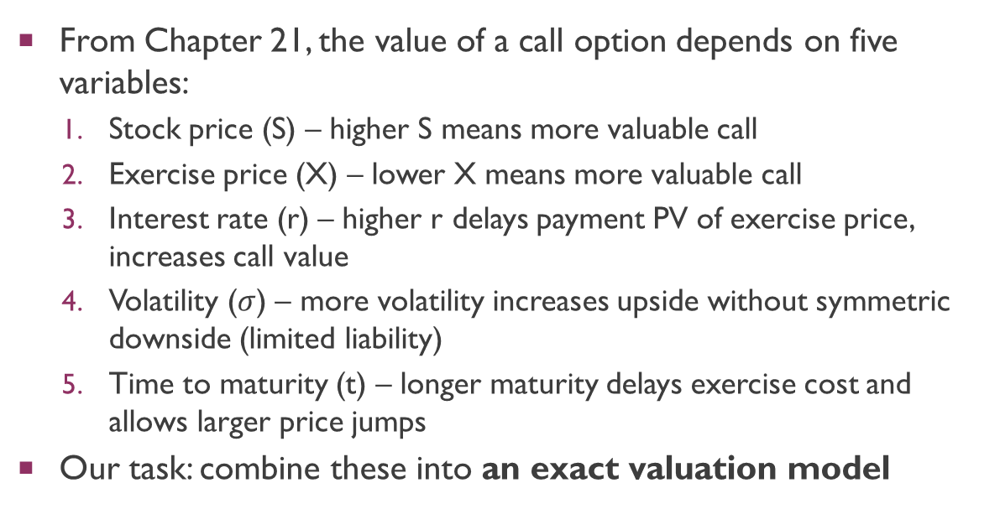 ▪ From Chapter 21, the value of a call option depends on five
variables:
1. Stock price (S) – higher S means more valuable call
2. Exercise price (X) – lower X means more valuable call
3. Interest rate (r) – higher r delays payment PV of exercise price,
increases call value
4. Volatility (σ) – more volatility increases upside without symmetric
downside (limited liability)
5. Time to maturity (t) – longer maturity delays exercise cost and
allows larger price jumps
▪ Our task: combine these into an exact valuation model